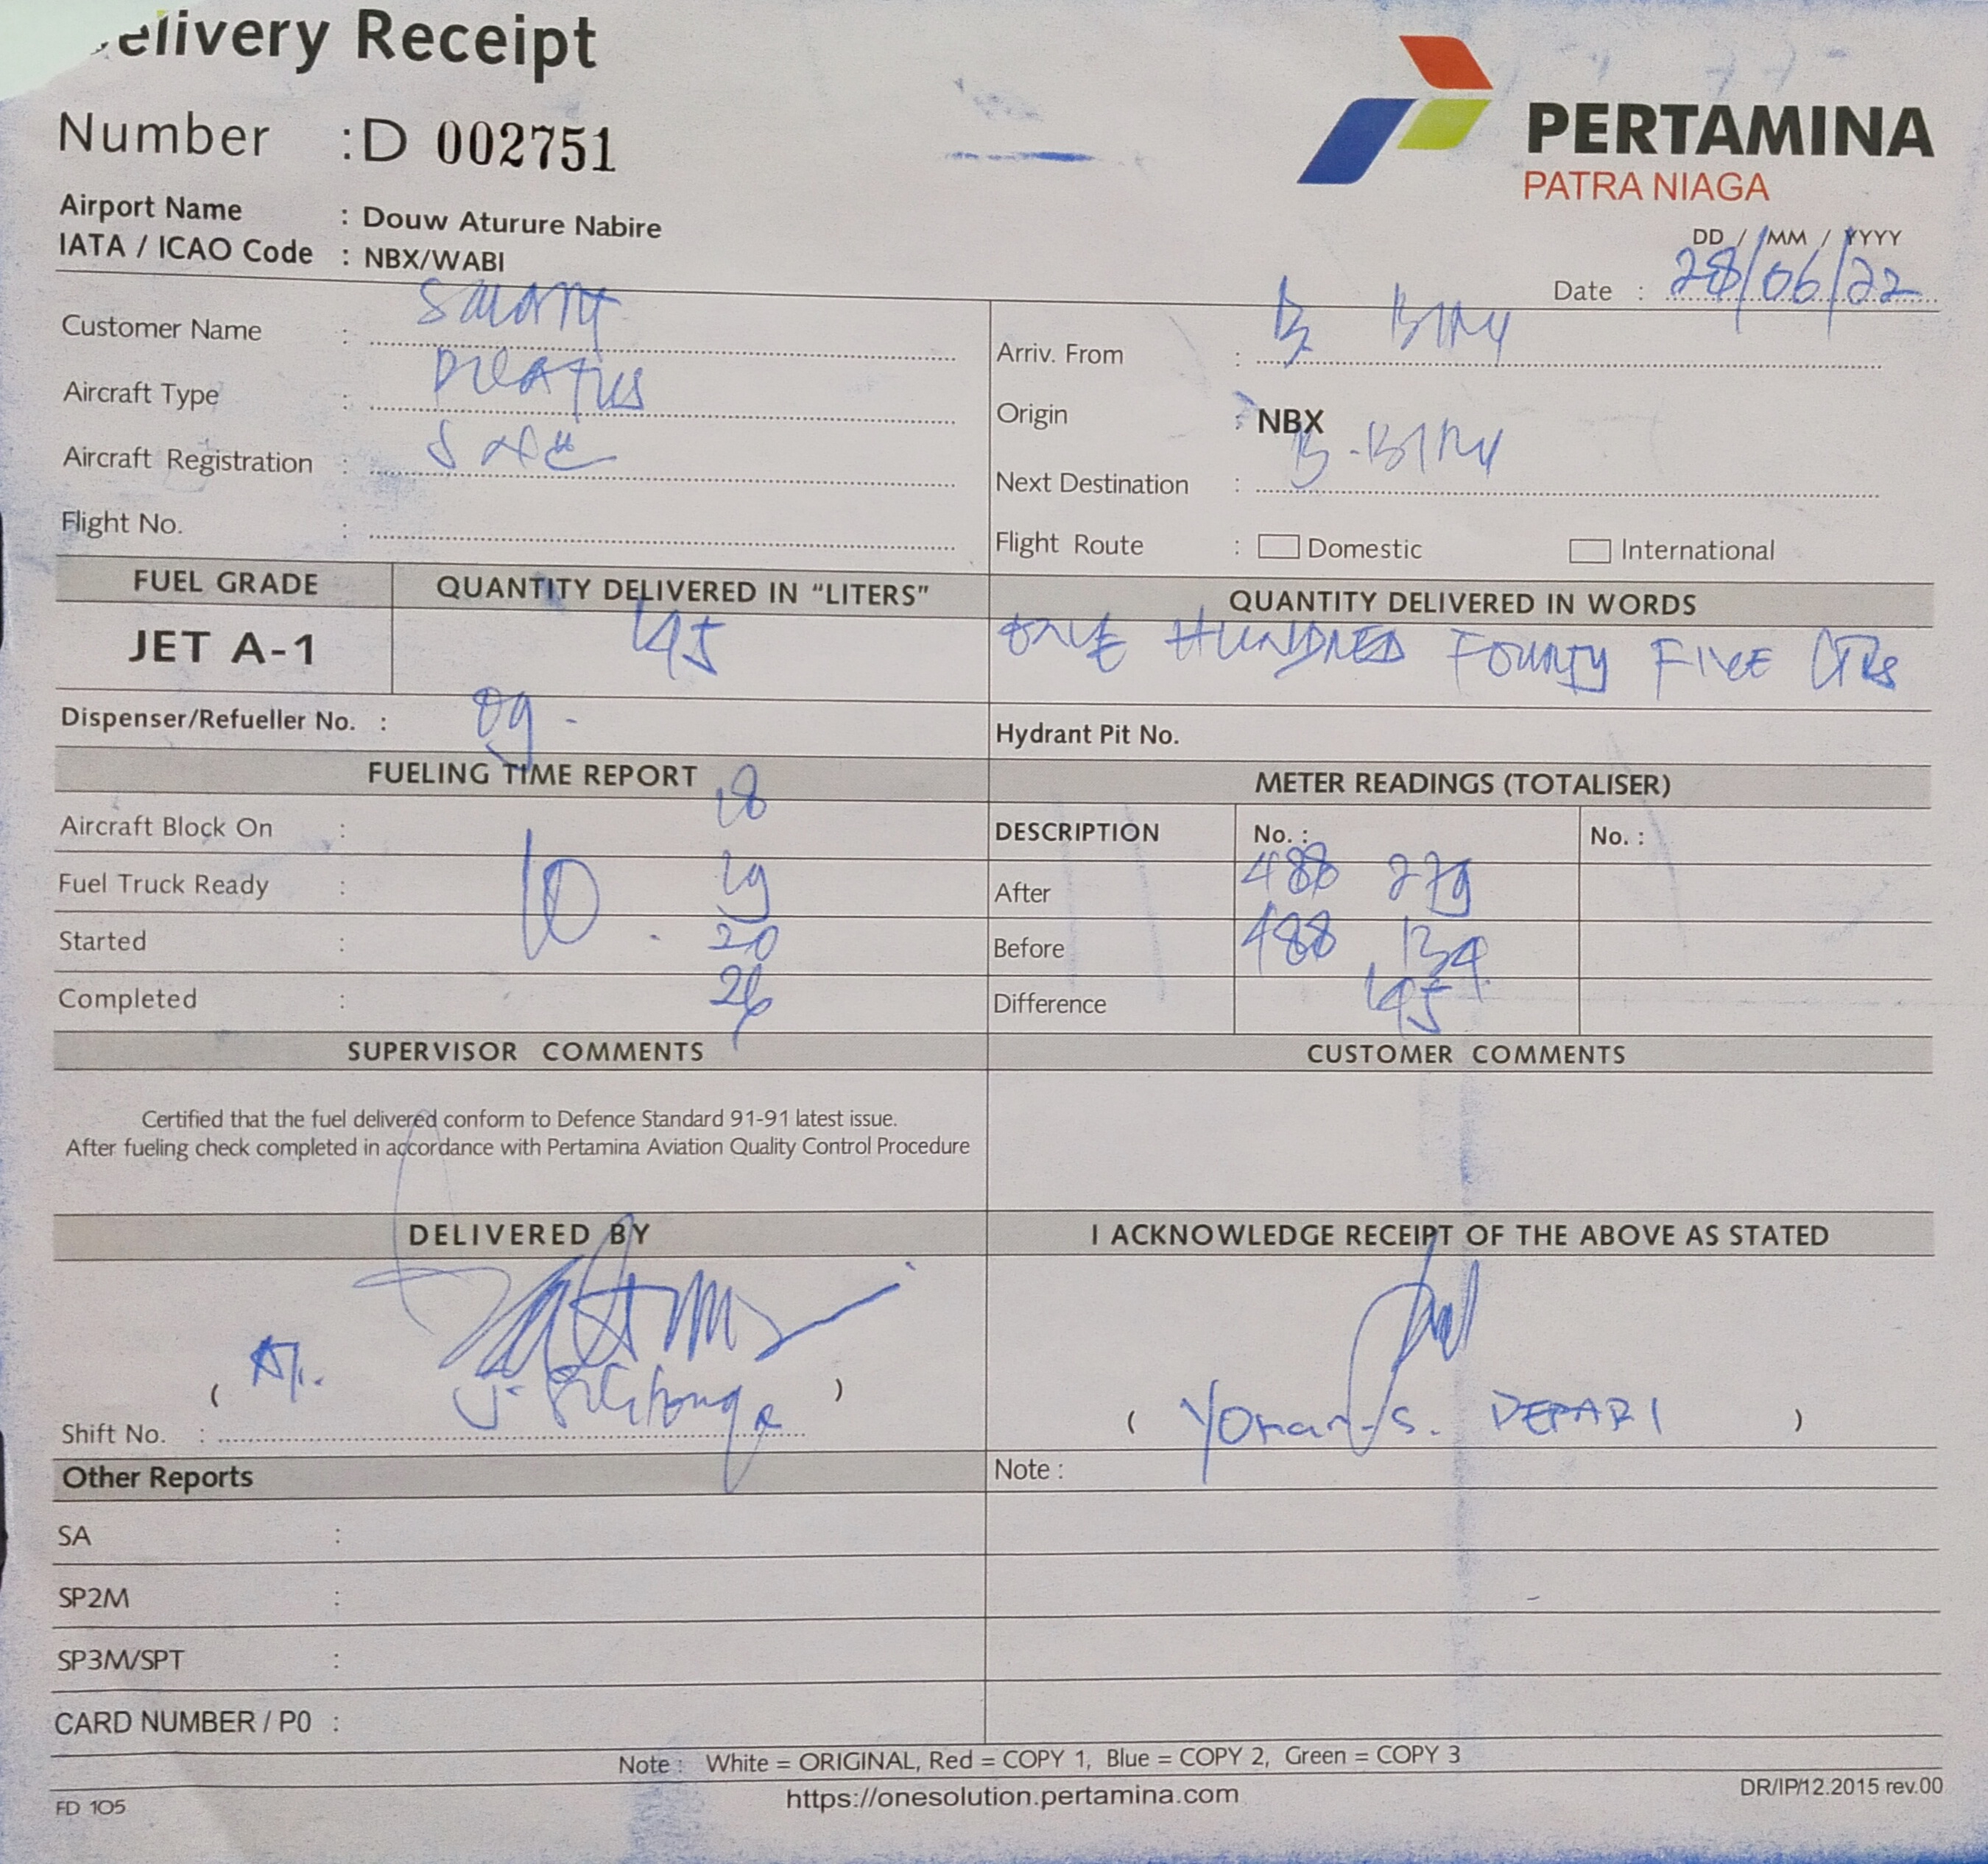 elivery Receipt
Number : D 002751
PERTAMINA
PATRA NIAGA
Airport Name : Douw Aturure Nabire
IATA / ICAO Code : NBX/WABI
DD / MM / YYYY
Date : 28/06/22
Customer Name : SMART
Aircraft Type : PILATUS
Aircraft Registration :
Flight No. :
Arriv. From :
Origin : NBX
Next Destination :
Flight Route : Domestic International
FUEL GRADE QUANTITY DELIVERED IN “LITERS” QUANTITY DELIVERED IN WORDS
JET A-1 145 ONE HUNDRED FOURTY FIVE LTRs
Dispenser/Refueller No. : 09 - Hydrant Pit No.
FUELING TIME REPORT METER READINGS (TOTALISER)
Aircraft Block On : 18 DESCRIPTION No. : No. :
Fuel Truck Ready : 10 . 19 After 488 279
Started : 20 Before 488 134
Completed : 26 Difference 145
SUPERVISOR COMMENTS CUSTOMER COMMENTS
Certified that the fuel delivered conform to Defence Standard 91-91 latest issue.
After fueling check completed in accordance with Pertamina Aviation Quality Control Procedure
DELIVERED BY I ACKNOWLEDGE RECEIPT OF THE ABOVE AS STATED
( )
( S. DEPARI )
Shift No. :
Other Reports Note :
SA :
SP2M :
SP3M/SPT :
CARD NUMBER / P0 :
Note : White = ORIGINAL, Red = COPY 1, Blue = COPY 2, Green = COPY 3
FD 105 https://onesolution.pertamina.com DR/IP/12.2015 rev.00